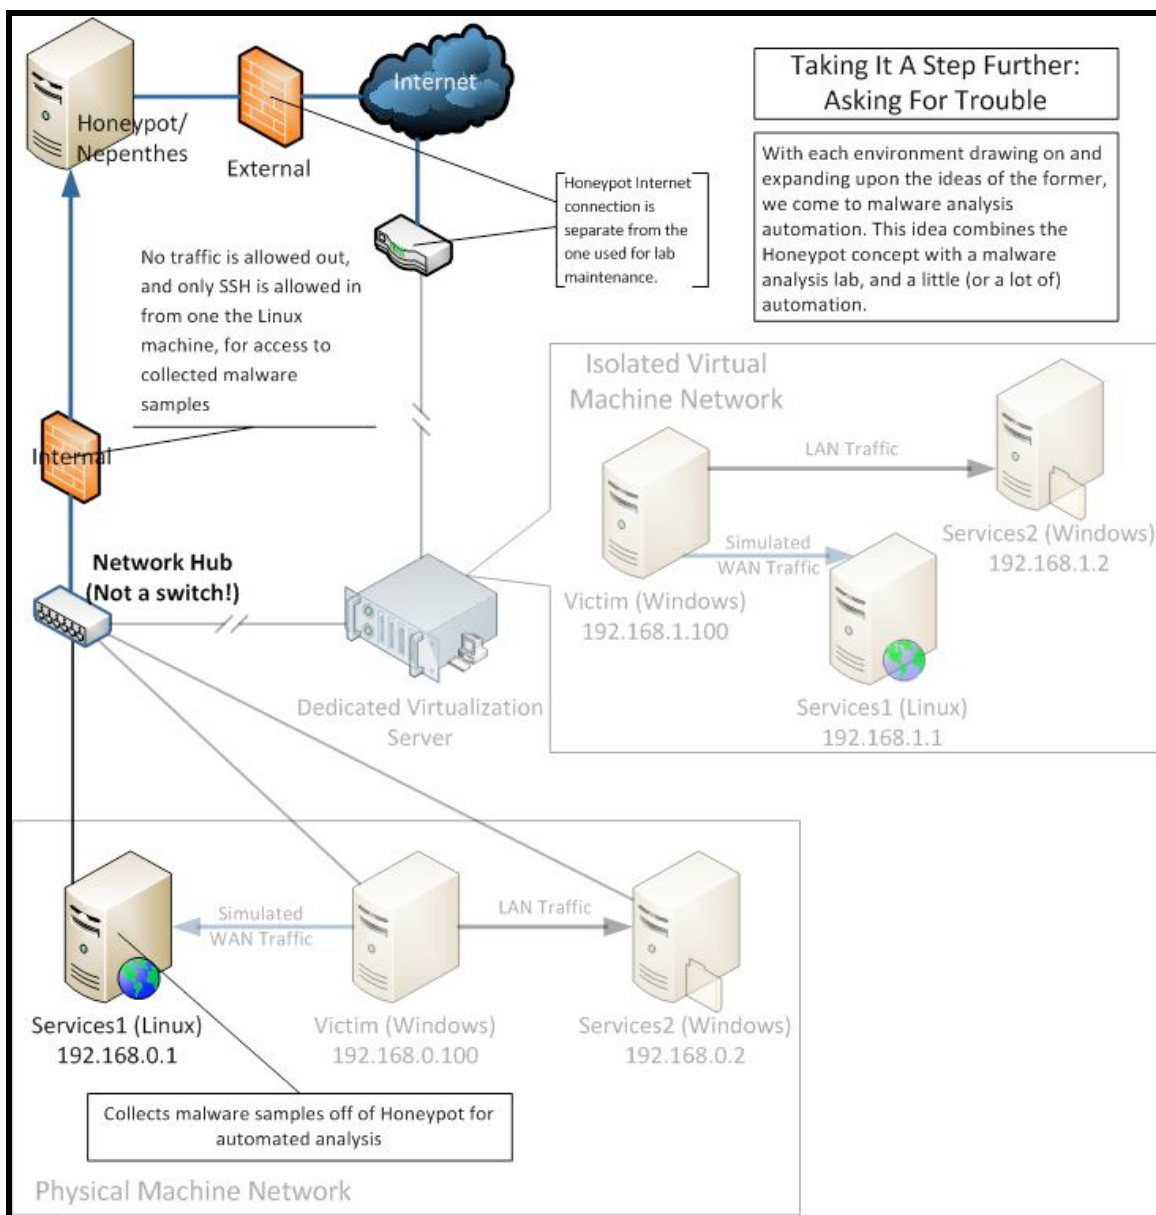 Taking It A Step Further:
Asking For Trouble
With each environment drawing on and
expanding upon the ideas of the former,
we come to malware analysis
automation. This idea combines the
Honeypot concept with a malware
analysis lab, and a little (or a lot of)
automation.
Honeypot/
Nepenthes
External
Internet
Honeypot Internet
connection is
separate from the
one used for lab
maintenance.
No traffic is allowed out,
and only SSH is allowed in
from one the Linux
machine, for access to
collected malware
samples
Internal
Isolated Virtual
Machine Network
LAN Traffic
Services2 (Windows)
192.168.1.2
Simulated
WAN Traffic
Victim (Windows)
192.168.1.100
Services1 (Linux)
192.168.1.1
Network Hub
(Not a switch!)
Dedicated Virtualization
Server
Simulated
WAN Traffic
LAN Traffic
Services1 (Linux)
192.168.0.1
Victim (Windows)
192.168.0.100
Services2 (Windows)
192.168.0.2
Collects malware samples off of Honeypot for
automated analysis
Physical Machine Network